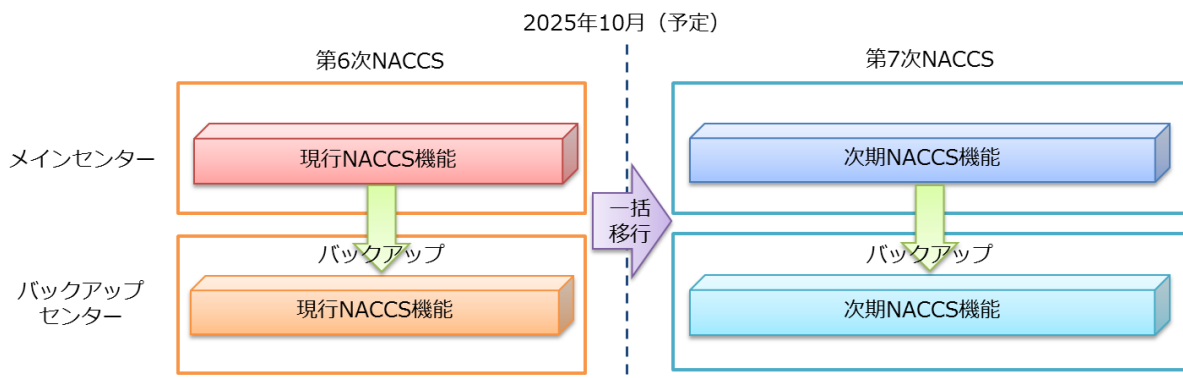 2025年10月（予定）
第6次NACCS
第7次NACCS
メインセンター
現行NACCS機能
次期NACCS機能
一括
移行
バックアップ
バックアップ
バックアップ
センター
現行NACCS機能
次期NACCS機能